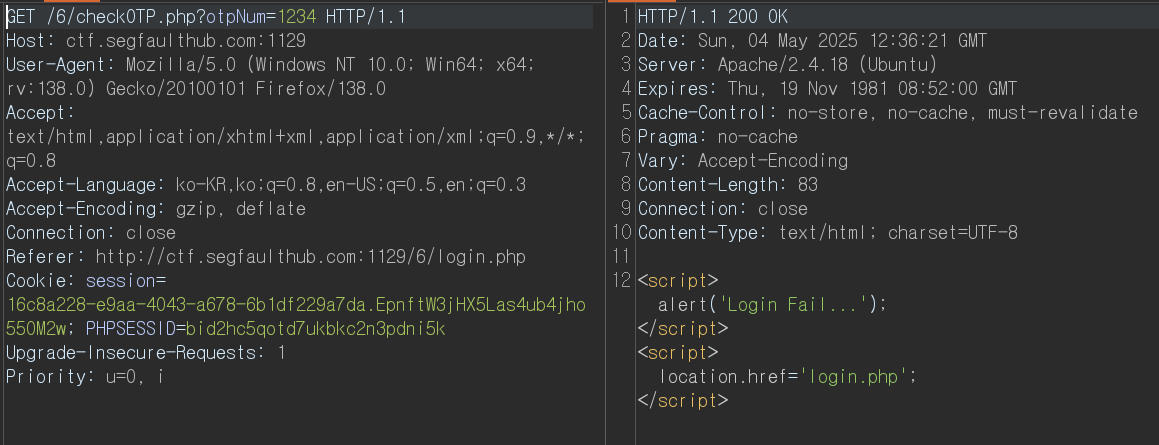 GET /6/checkOTP.php?otpNum=1234 HTTP/1.1
Host: ctf.segfaulthub.com:1129
User-Agent: Mozilla/5.0 (Windows NT 10.0; Win64; x64;
rv:138.0) Gecko/20100101 Firefox/138.0
Accept:
text/html,application/xhtml+xml,application/xml;q=0.9,*/*;
q=0.8
Accept-Language: ko-KR,ko;q=0.8,en-US;q=0.5,en;q=0.3
Accept-Encoding: gzip, deflate
Connection: close
Referer: http://ctf.segfaulthub.com:1129/6/login.php
Cookie: session=
16c8a228-e9aa-4043-a678-6b1df229a7da.EpnftW3jHX5Las4ub4jho
550M2w; PHPSESSID=bid2hc5qotd7ukbkc2n3pdni5k
Upgrade-Insecure-Requests: 1
Priority: u=0, i
1 HTTP/1.1 200 OK
2 Date: Sun, 04 May 2025 12:36:21 GMT
3 Server: Apache/2.4.18 (Ubuntu)
4 Expires: Thu, 19 Nov 1981 08:52:00 GMT
5 Cache-Control: no-store, no-cache, must-revalidate
6 Pragma: no-cache
7 Vary: Accept-Encoding
8 Content-Length: 83
9 Connection: close
10 Content-Type: text/html; charset=UTF-8
11
12 <script>
alert('Login Fail...');
</script>
<script>
location.href='login.php';
</script>